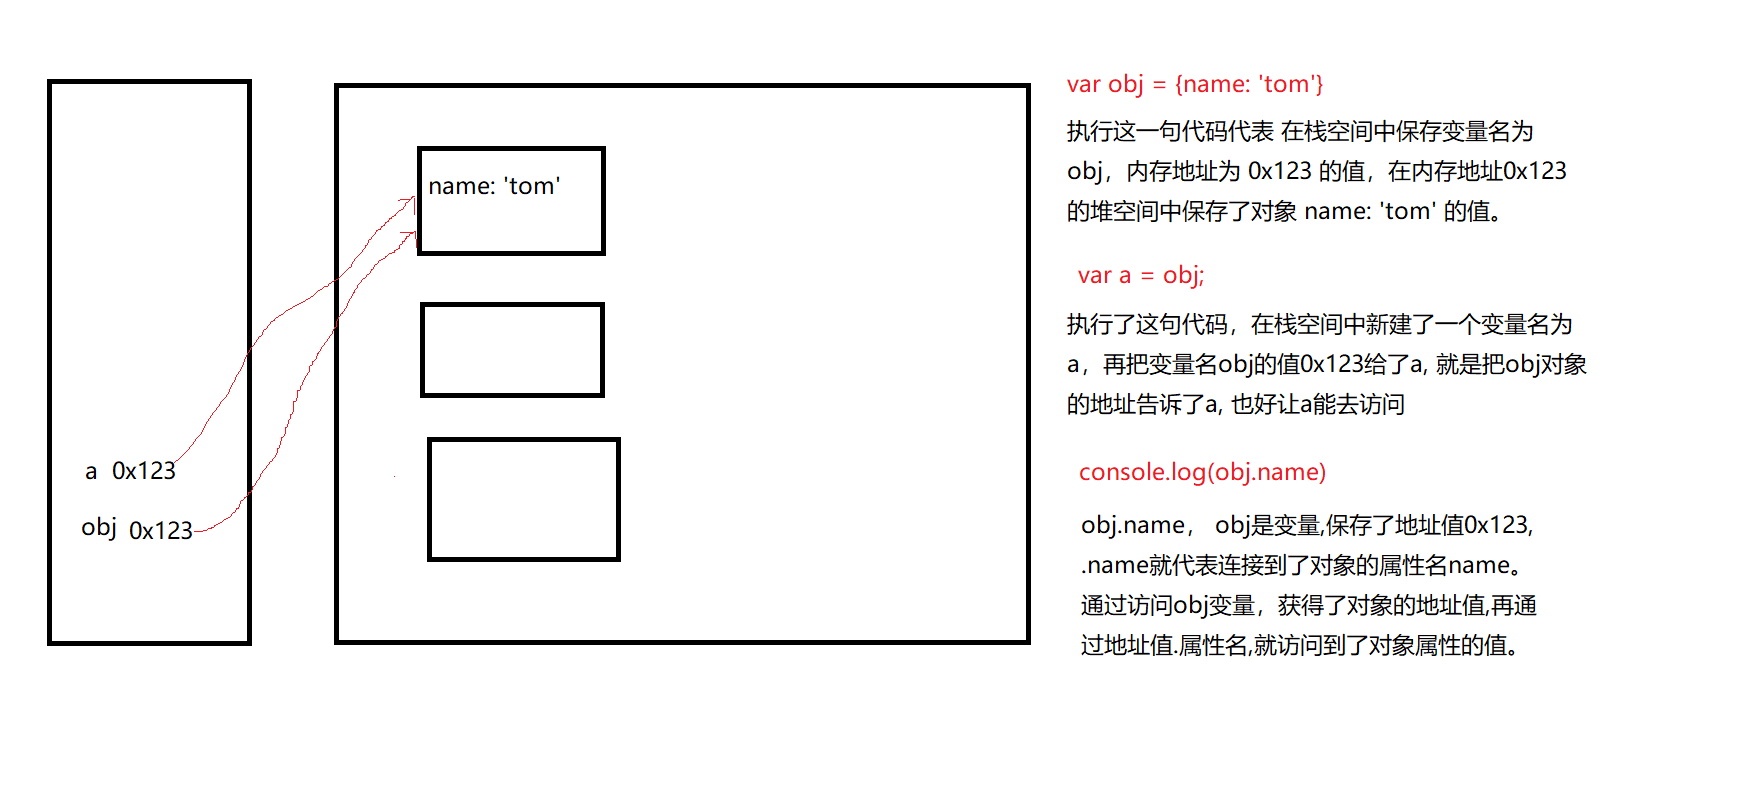 name: 'tom'
a 0x123
obj 0x123
var obj = {name: 'tom'}
执行这一句代码代表 在栈空间中保存变量名为
obj，内存地址为 0x123 的值，在内存地址0x123
的堆空间中保存了对象 name: 'tom' 的值。
var a = obj;
执行了这句代码，在栈空间中新建了一个变量名为
a，再把变量名obj的值0x123给了a, 就是把obj对象
的地址告诉了a, 也好让a能去访问
console.log(obj.name)
obj.name， obj是变量,保存了地址值0x123,
.name就代表连接到了对象的属性名name。
通过访问obj变量，获得了对象的地址值,再通
过地址值.属性名,就访问到了对象属性的值。